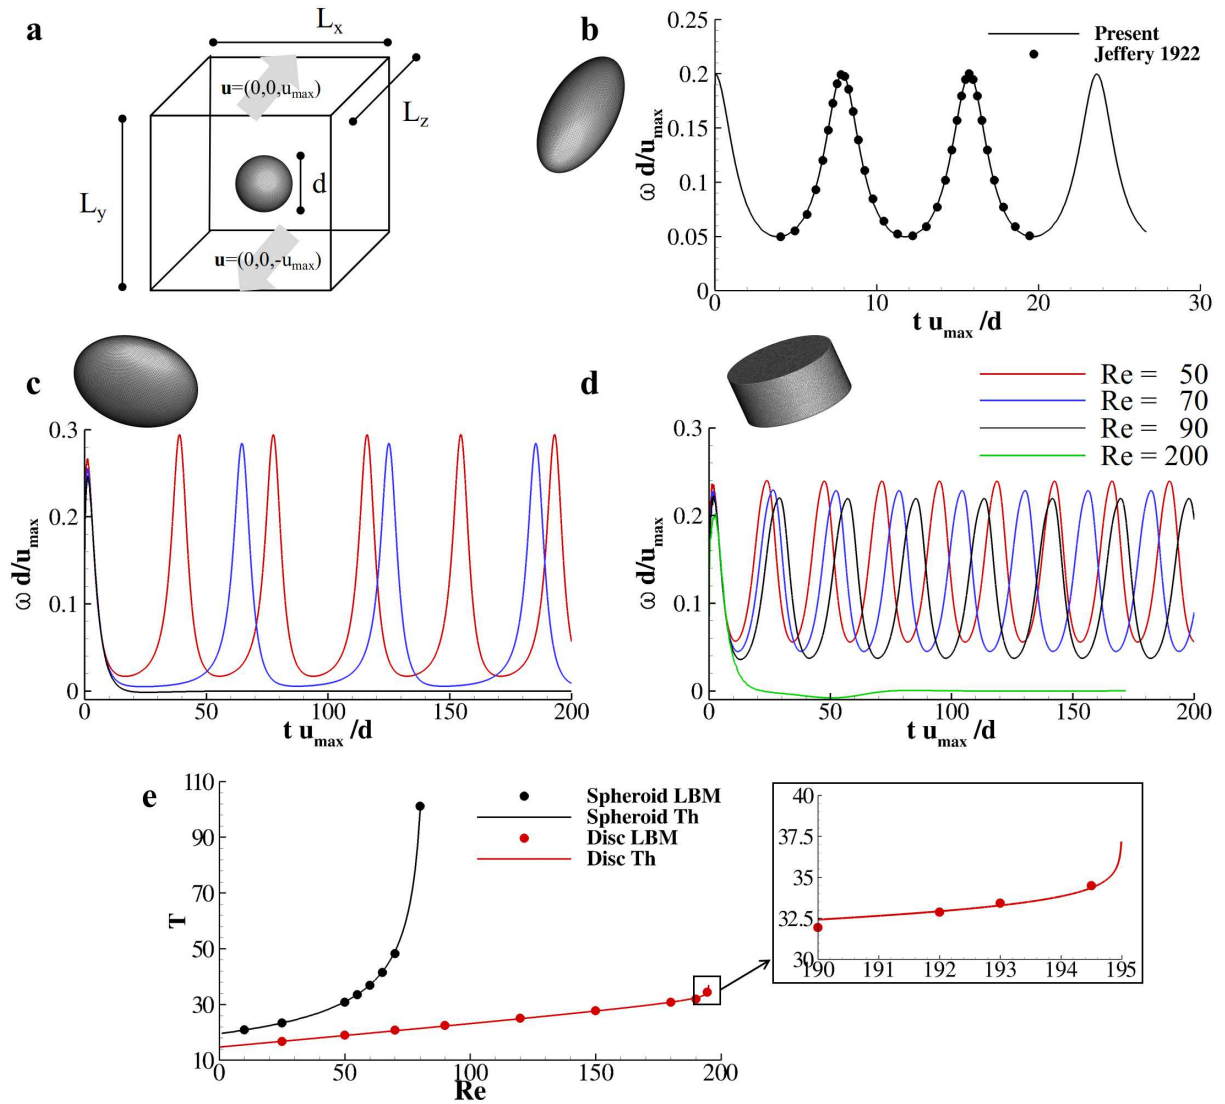 a
L_x
u=(0,0,u_max)
L_z
d
L_y
u=(0,0,-u_max)
b
Present
Jeffery 1922
ω d/u_max
0.2
0.15
0.1
0.05
0
0
10
20
30
t u_max /d
c
ω d/u_max
0.3
0.2
0.1
0
0
50
100
150
200
t u_max /d
d
Re = 50
Re = 70
Re = 90
Re = 200
ω d/u_max
0.3
0.2
0.1
0
0
50
100
150
200
t u_max /d
e
Spheroid LBM
Spheroid Th
Disc LBM
Disc Th
T
110
90
70
50
30
10
0
50
100
150
200
Re
40
37.5
35
32.5
30
190
191
192
193
194
195